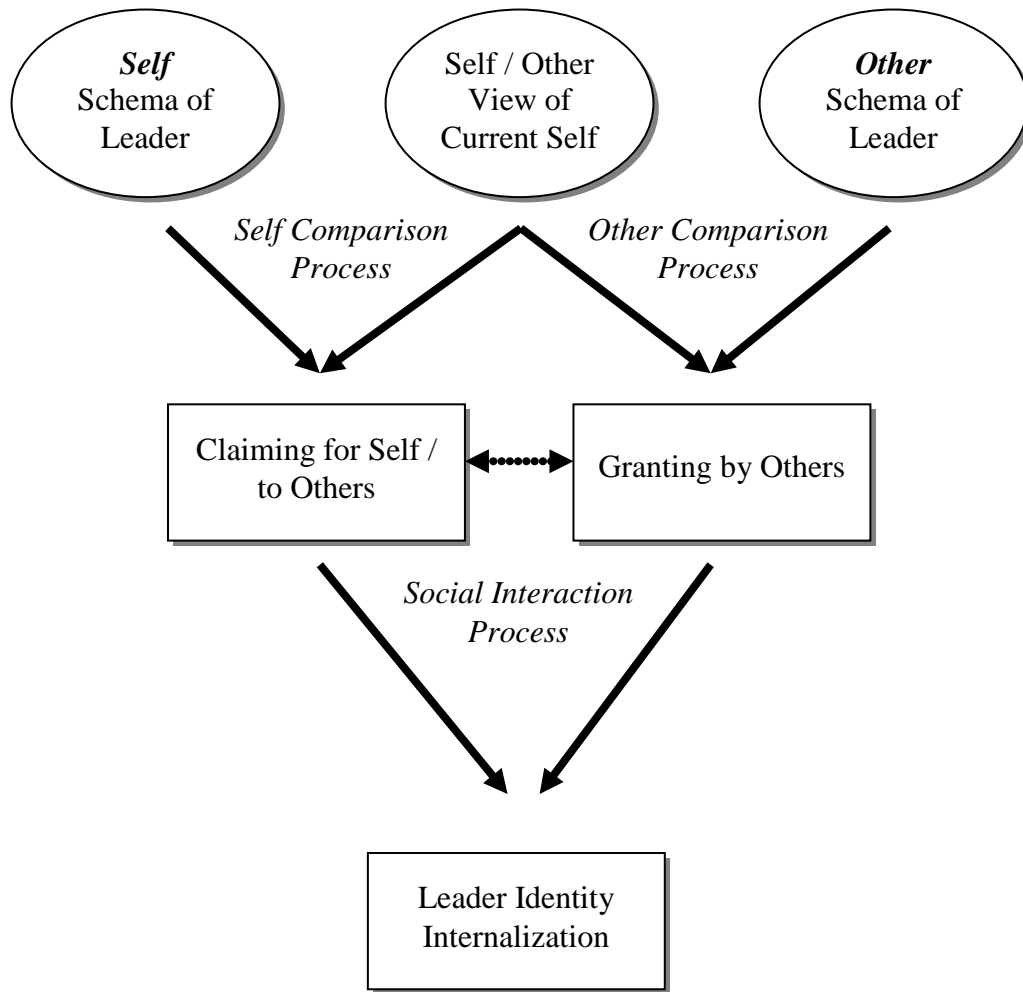 Self
Schema of
Leader
Self / Other
View of
Current Self
Other
Schema of
Leader
Self Comparison
Process
Other Comparison
Process
Claiming for Self /
to Others
Granting by Others
Social Interaction
Process
Leader Identity
Internalization